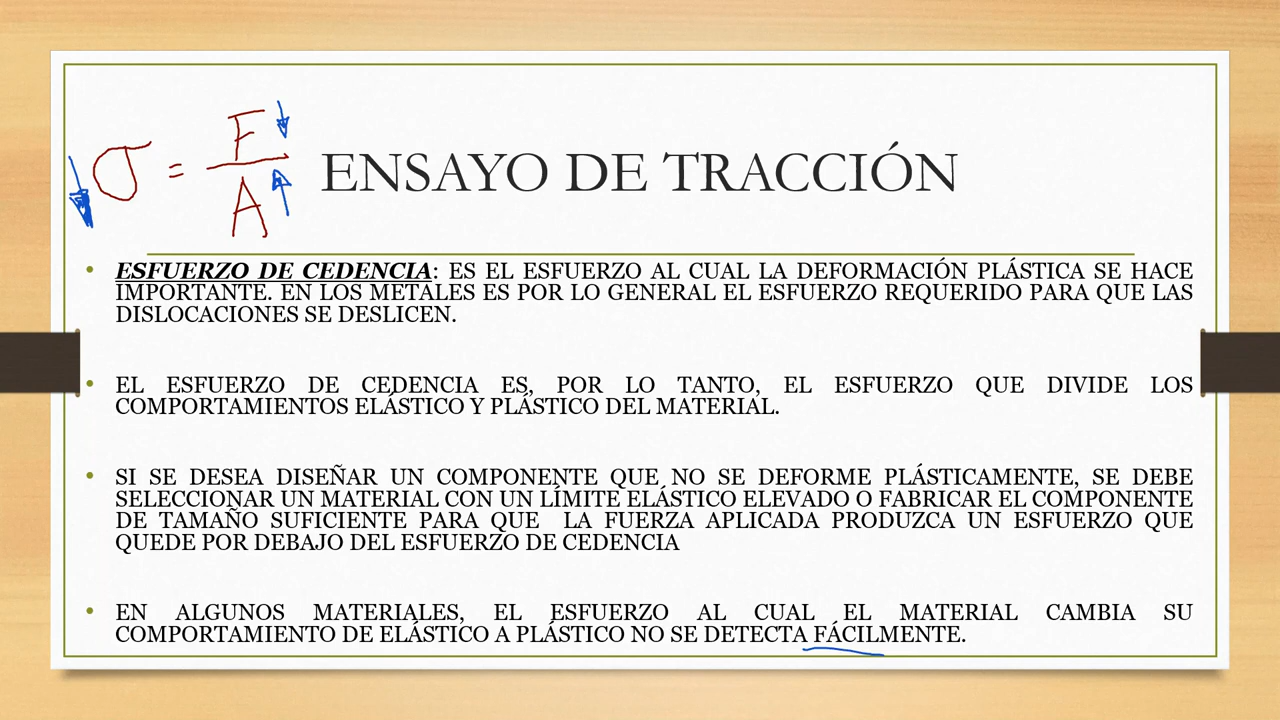 σ = F / A
ENSAYO DE TRACCIÓN
• ESFUERZO DE CEDENCIA: ES EL ESFUERZO AL CUAL LA DEFORMACIÓN PLÁSTICA SE HACE
IMPORTANTE. EN LOS METALES ES POR LO GENERAL EL ESFUERZO REQUERIDO PARA QUE LAS
DISLOCACIONES SE DESLICEN.
• EL ESFUERZO DE CEDENCIA ES, POR LO TANTO, EL ESFUERZO QUE DIVIDE LOS
COMPORTAMIENTOS ELÁSTICO Y PLÁSTICO DEL MATERIAL.
• SI SE DESEA DISEÑAR UN COMPONENTE QUE NO SE DEFORME PLÁSTICAMENTE, SE DEBE
SELECCIONAR UN MATERIAL CON UN LÍMITE ELÁSTICO ELEVADO O FABRICAR EL COMPONENTE
DE TAMAÑO SUFICIENTE PARA QUE LA FUERZA APLICADA PRODUZCA UN ESFUERZO QUE
QUEDE POR DEBAJO DEL ESFUERZO DE CEDENCIA
• EN ALGUNOS MATERIALES, EL ESFUERZO AL CUAL EL MATERIAL CAMBIA SU
COMPORTAMIENTO DE ELÁSTICO A PLÁSTICO NO SE DETECTA FÁCILMENTE.